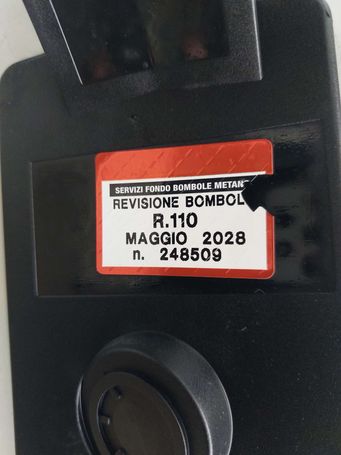 SERVIZI FONDO BOMBOLE METAN
REVISIONE BOMBOL
R.110
MAGGIO 2028
n. 248509